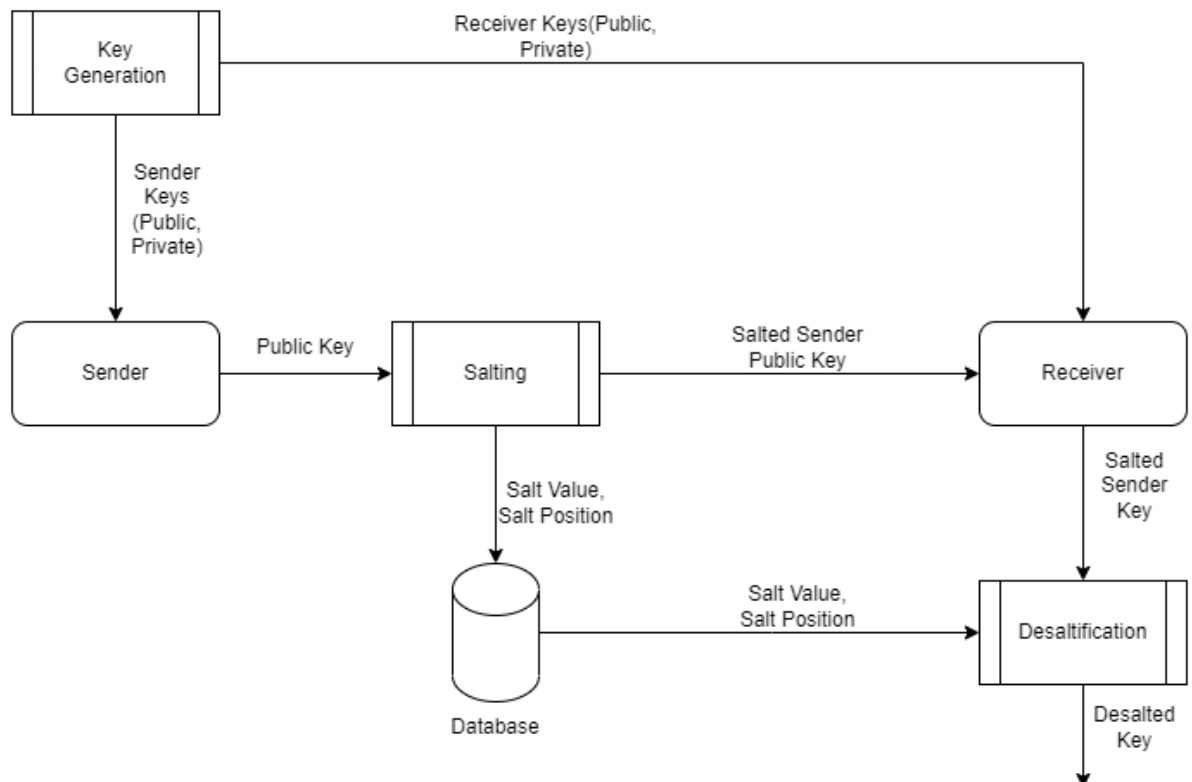 Receiver Keys(Public,
Private)
Key
Generation
Sender
Keys
(Public,
Private)
Sender
Public Key
Salting
Salted Sender
Public Key
Receiver
Salt Value,
Salt Position
Salted
Sender
Key
Database
Salt Value,
Salt Position
Desaltification
Desalted
Key